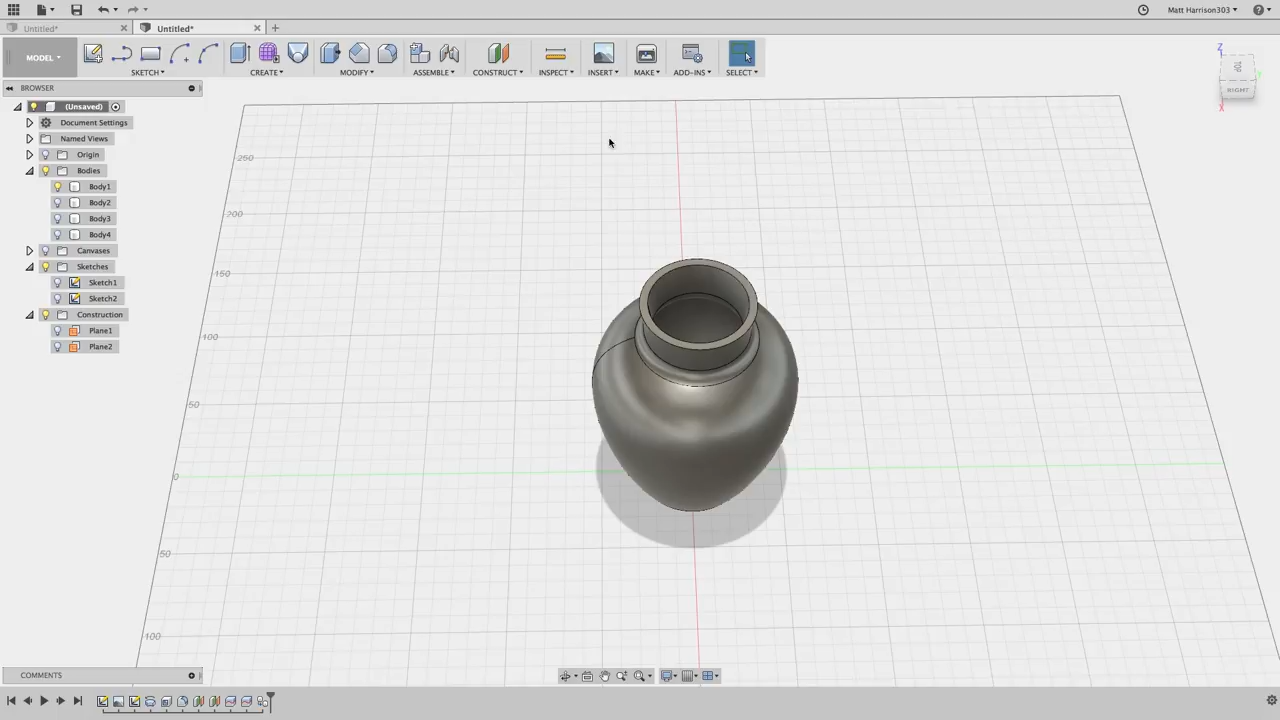 Matt Harrison303
Untitled*
Untitled*
MODEL
SKETCH
CREATE
MODIFY
ASSEMBLE
CONSTRUCT
INSPECT
INSERT
MAKE
ADD-INS
SELECT
Z
TOP
RIGHT
Y
X
BROWSER
(Unsaved)
Document Settings
Named Views
Origin
Bodies
Body1
Body2
Body3
Body4
Canvases
Sketches
Sketch1
Sketch2
Construction
Plane1
Plane2
250
200
150
100
50
0
50
100
COMMENTS